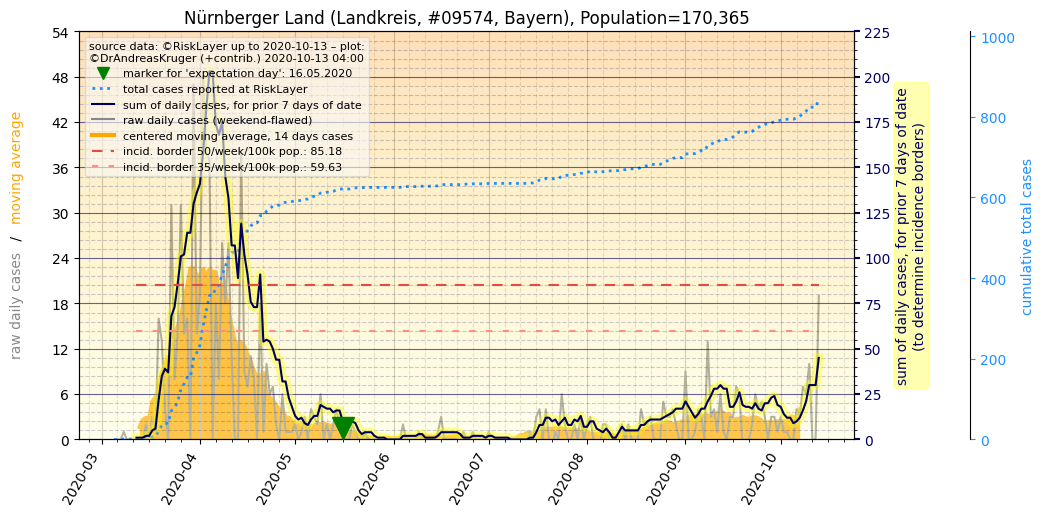 Nürnberger Land (Landkreis, #09574, Bayern), Population=170,365
source data: ©RiskLayer up to 2020-10-13 – plot:
©DrAndreasKruger (+contrib.) 2020-10-13 04:00
marker for 'expectation day': 16.05.2020
total cases reported at RiskLayer
sum of daily cases, for prior 7 days of date
raw daily cases (weekend-flawed)
centered moving average, 14 days cases
incid. border 50/week/100k pop.: 85.18
incid. border 35/week/100k pop.: 59.63
raw daily cases / moving average
54
48
42
36
30
24
18
12
6
0
225
200
175
150
125
100
75
50
25
0
sum of daily cases, for prior 7 days of date
(to determine incidence borders)
1000
800
600
400
200
0
cumulative total cases
2020-03
2020-04
2020-05
2020-06
2020-07
2020-08
2020-09
2020-10